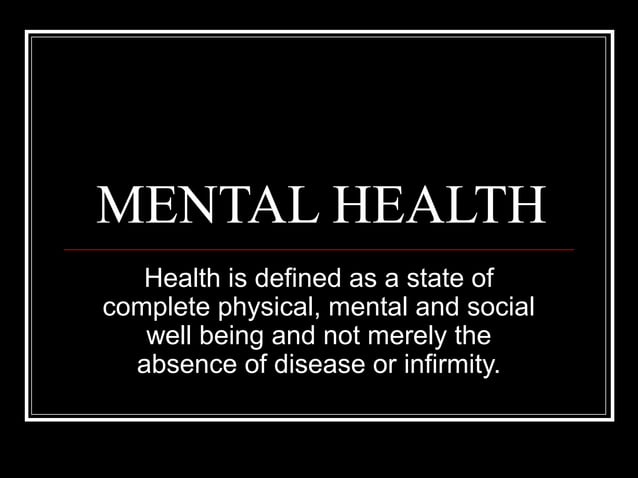 MENTAL HEALTH
Health is defined as a state of
complete physical, mental and social
well being and not merely the
absence of disease or infirmity.